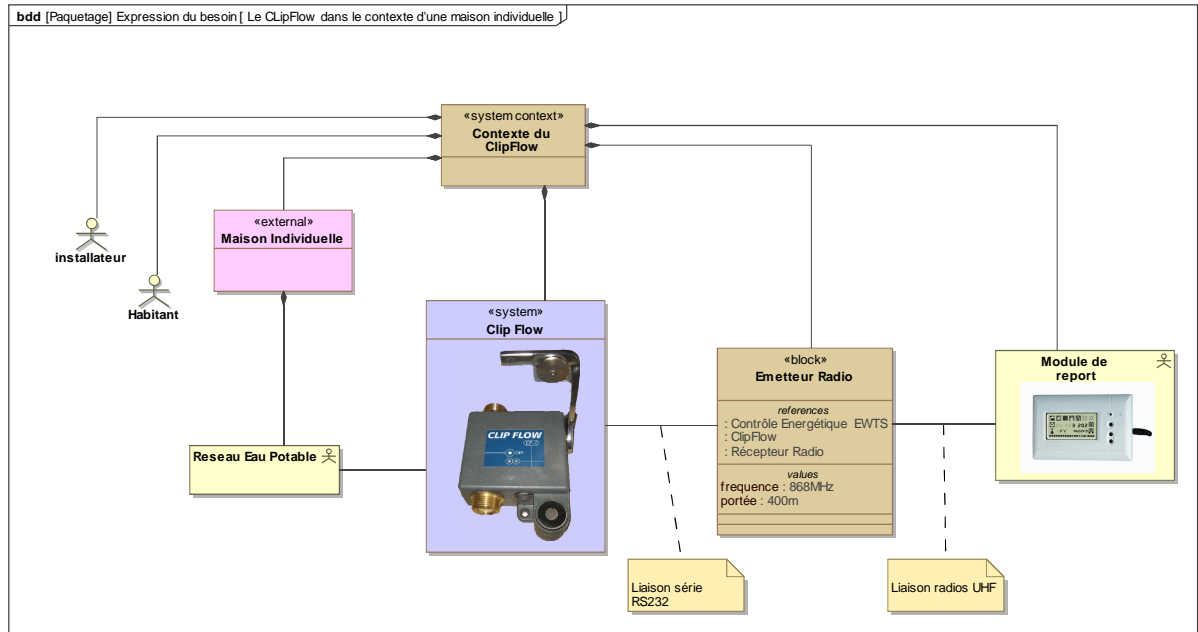 bdd [Paquetage] Expression du besoin [ Le CLipFlow dans le contexte d'une maison individuelle ]
«system context»
Contexte du
ClipFlow
installateur
Habitant
«external»
Maison Individuelle
Reseau Eau Potable
«system»
Clip Flow
CLIP FLOW
OFF
«block»
Emetteur Radio
references
: Contrôle Energétique EWTS
: ClipFlow
: Récepteur Radio
values
frequence : 868MHz
portée : 400m
Module de
report
Liaison série
RS232
Liaison radios UHF